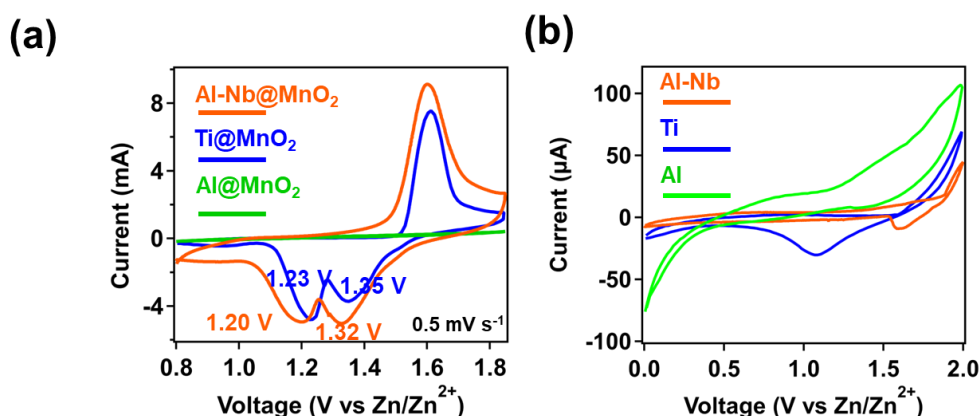 (a)
Current (mA)
8
4
0
-4
Al-Nb@MnO₂
Ti@MnO₂
Al@MnO₂
1.23 V
1.35 V
1.20 V
1.32 V
0.5 mV s⁻¹
0.8 1.0 1.2 1.4 1.6 1.8
Voltage (V vs Zn/Zn²⁺)
(b)
Current (µA)
100
50
0
-50
-100
Al-Nb
Ti
Al
0.0 0.5 1.0 1.5 2.0
Voltage (V vs Zn/Zn²⁺)